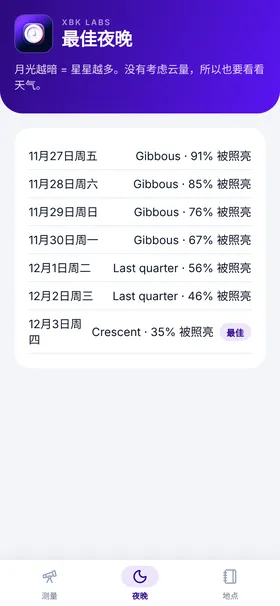 XBK LABS
最佳夜晚
月光越暗 = 星星越多。没有考虑云量，所以也要看看
天气。
11月27日周五 Gibbous · 91% 被照亮
11月28日周六 Gibbous · 85% 被照亮
11月29日周日 Gibbous · 76% 被照亮
11月30日周一 Gibbous · 67% 被照亮
12月1日周二 Last quarter · 56% 被照亮
12月2日周三 Last quarter · 46% 被照亮
12月3日周
四 Crescent · 35% 被照亮 最佳
测量 夜晚 地点